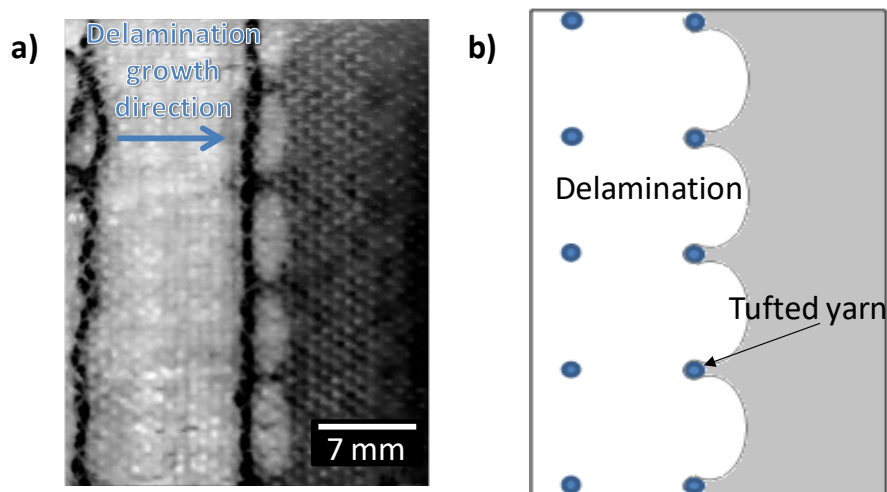 a)
Delamination
growth
direction
7 mm
b)
Delamination
Tufted yarn